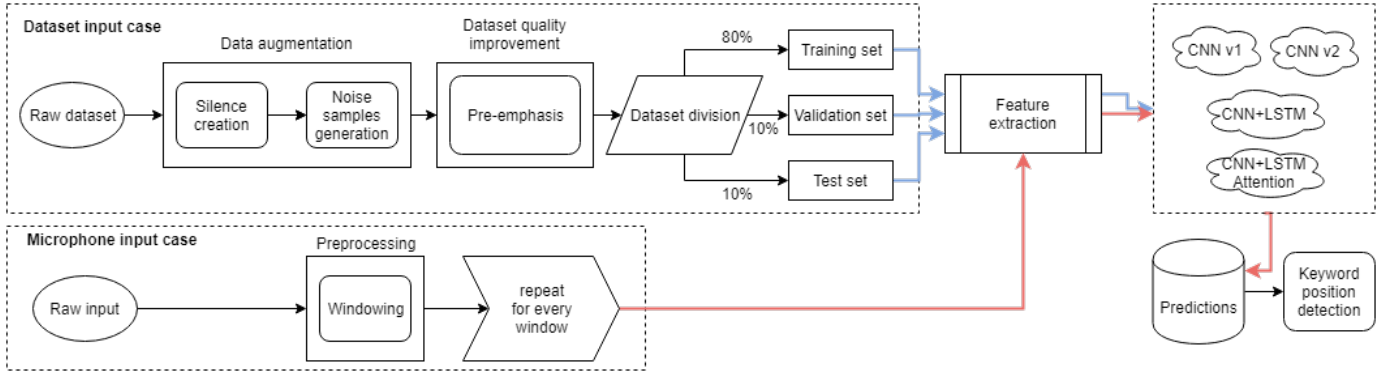 Dataset input case
Data augmentation
Dataset quality
improvement
Raw dataset
Silence
creation
Noise
samples
generation
Pre-emphasis
Dataset division
80%
10%
10%
Training set
Validation set
Test set
Feature
extraction
CNN v1
CNN v2
CNN+LSTM
CNN+LSTM
Attention
Microphone input case
Preprocessing
Raw input
Windowing
repeat
for every
window
Predictions
Keyword
position
detection